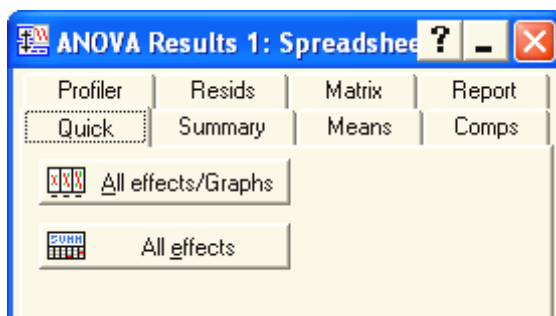 ANOVA Results 1: Spreadshee ?
Profiler Resids Matrix Report
Quick Summary Means Comps
All effects/Graphs
SUMM All effects